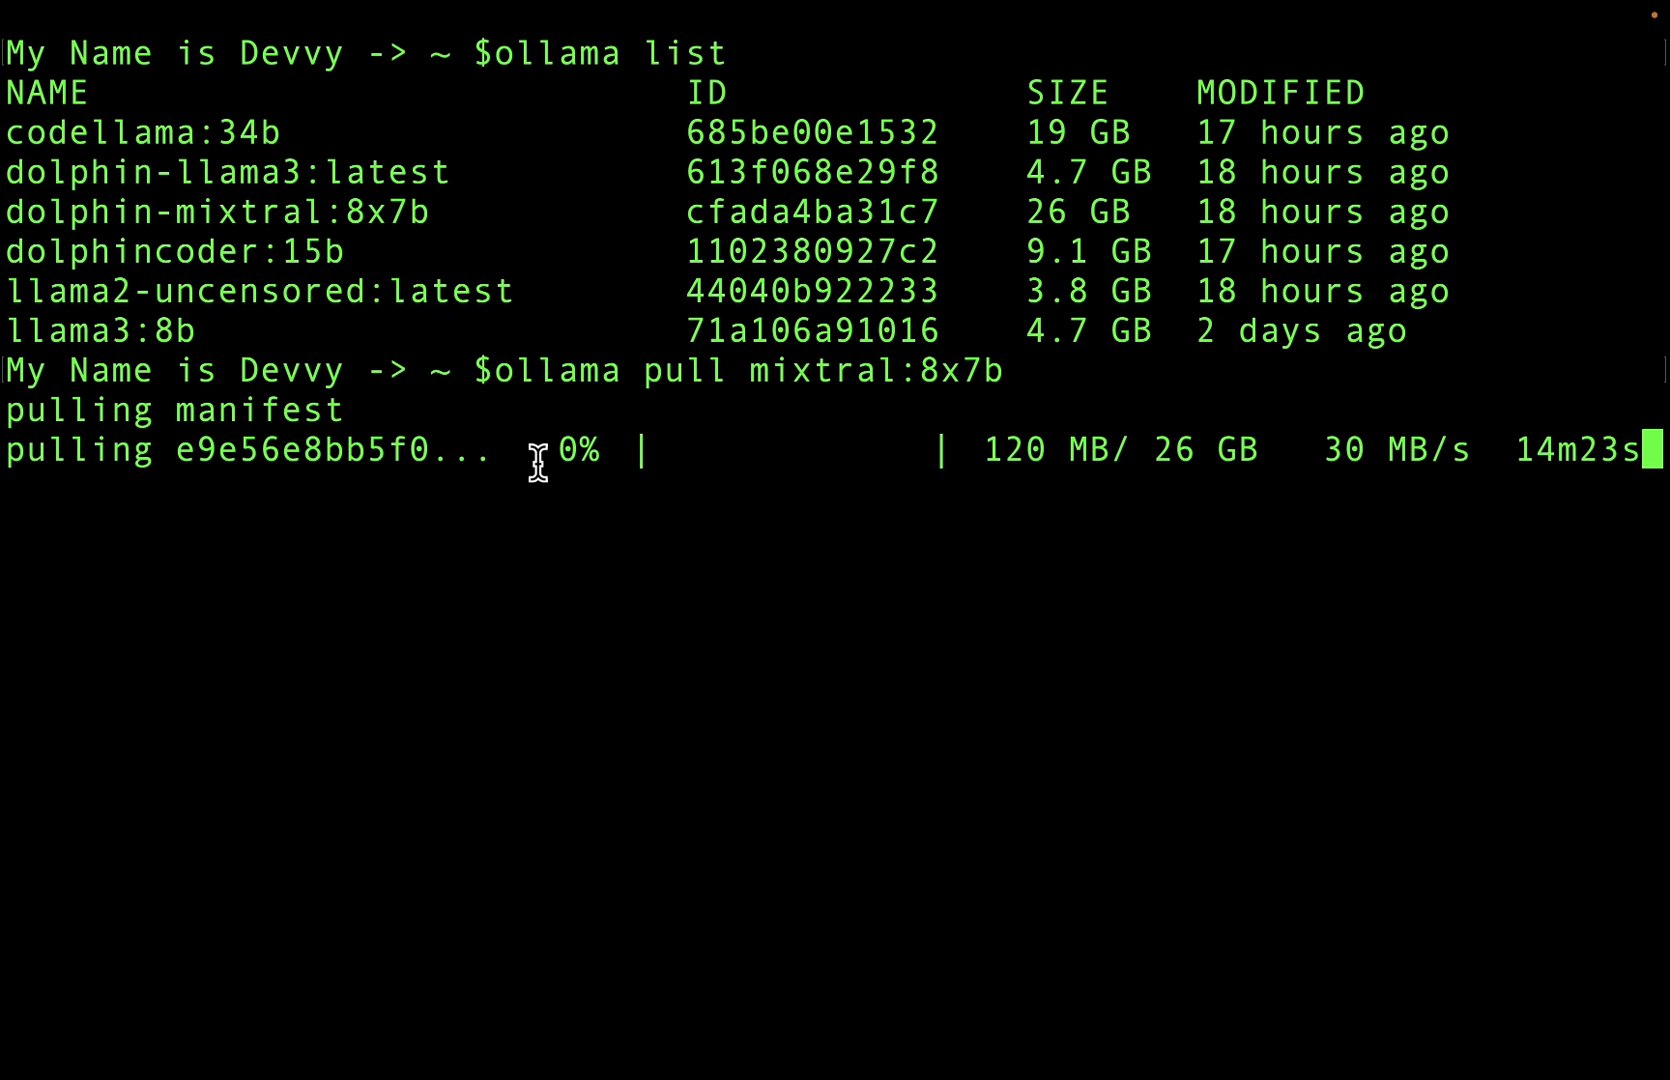 My Name is Devvy -> ~ $ollama list
NAME ID SIZE MODIFIED
codellama:34b 685be00e1532 19 GB 17 hours ago
dolphin-llama3:latest 613f068e29f8 4.7 GB 18 hours ago
dolphin-mixtral:8x7b cfada4ba31c7 26 GB 18 hours ago
dolphincoder:15b 1102380927c2 9.1 GB 17 hours ago
llama2-uncensored:latest 44040b922233 3.8 GB 18 hours ago
llama3:8b 71a106a91016 4.7 GB 2 days ago
My Name is Devvy -> ~ $ollama pull mixtral:8x7b
pulling manifest
pulling e9e56e8bb5f0... 0% | | 120 MB/ 26 GB 30 MB/s 14m23s